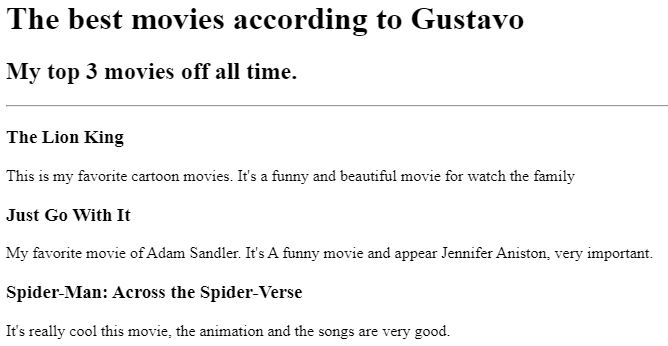 The best movies according to Gustavo
My top 3 movies off all time.
The Lion King
This is my favorite cartoon movies. It's a funny and beautiful movie for watch the family
Just Go With It
My favorite movie of Adam Sandler. It's A funny movie and appear Jennifer Aniston, very important.
Spider-Man: Across the Spider-Verse
It's really cool this movie, the animation and the songs are very good.